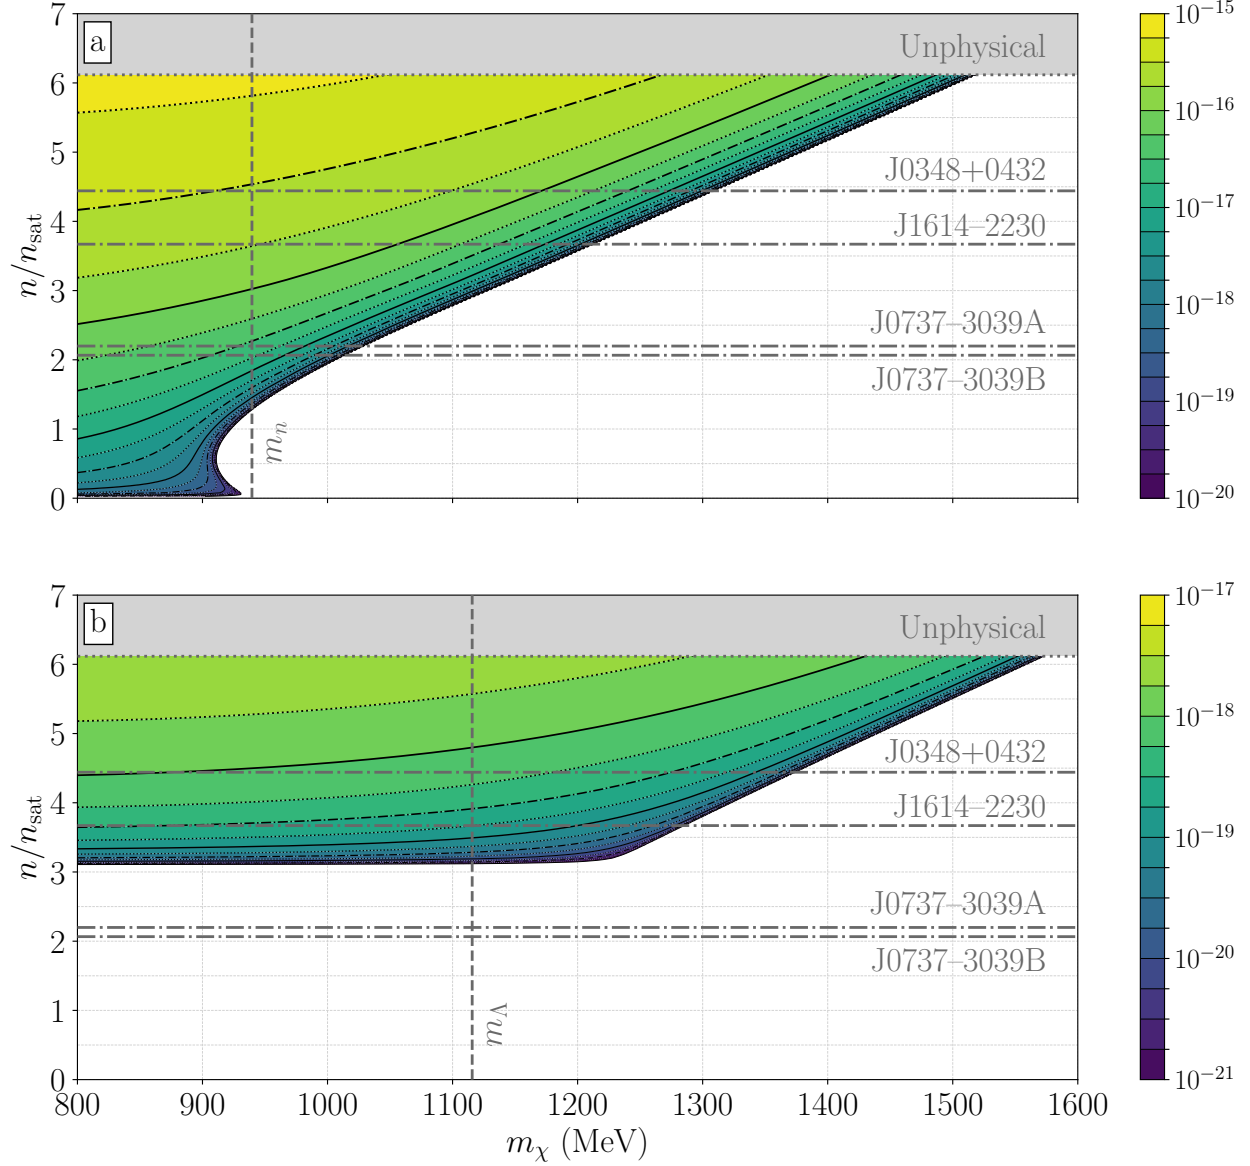 a
Unphysical
J0348+0432
J1614–2230
J0737–3039A
J0737–3039B
m_n
n/n_sat
7
6
5
4
3
2
1
0
10^{-15}
10^{-16}
10^{-17}
10^{-18}
10^{-19}
10^{-20}
b
Unphysical
J0348+0432
J1614–2230
J0737–3039A
J0737–3039B
m_Λ
n/n_sat
7
6
5
4
3
2
1
0
800 900 1000 1100 1200 1300 1400 1500 1600
m_χ (MeV)
10^{-17}
10^{-18}
10^{-19}
10^{-20}
10^{-21}